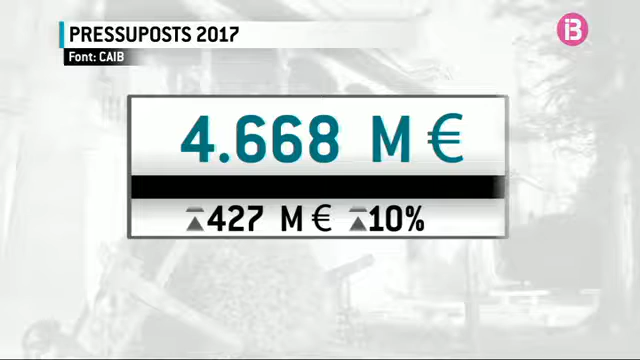 PRESSUPOSTS 2017
Font: CAIB
iB
4.668 M€
427 M€ 10%